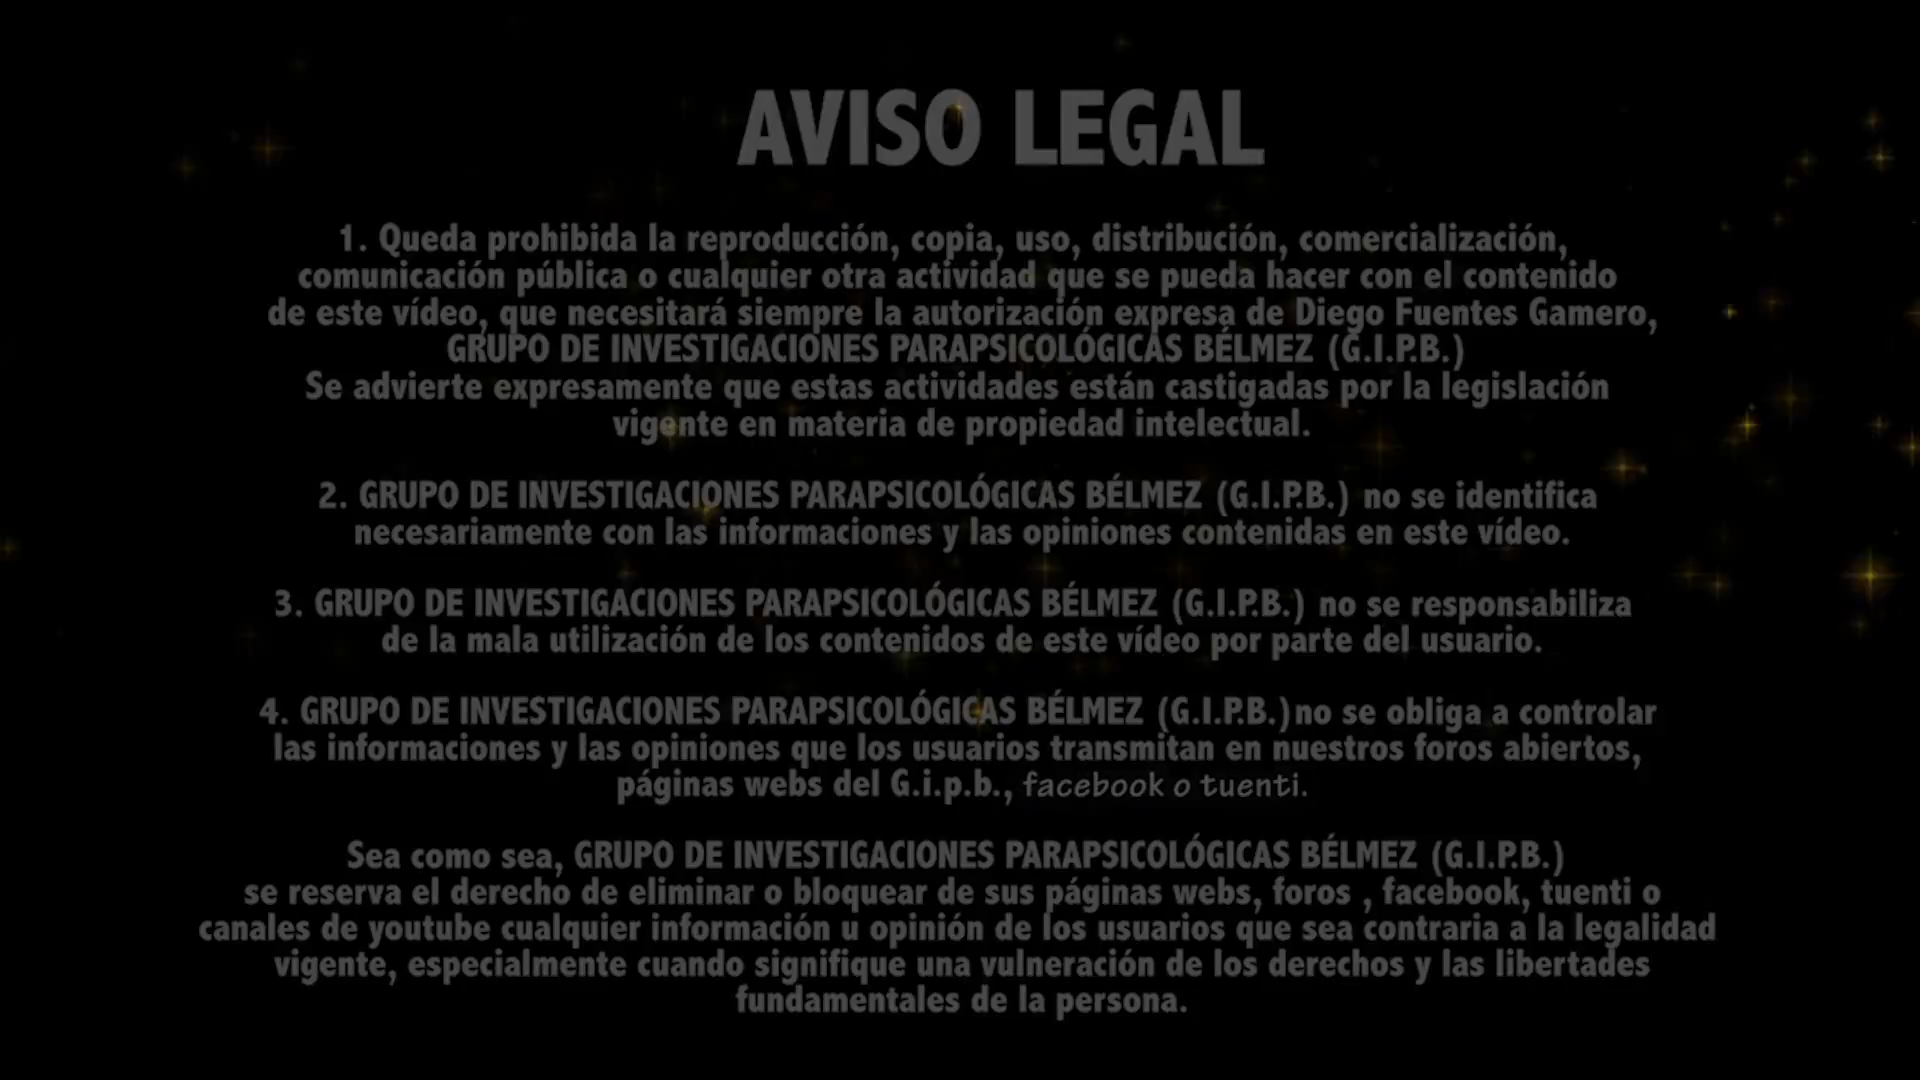 AVISO LEGAL
1. Queda prohibida la reproducción, copia, uso, distribución, comercialización,
comunicación pública o cualquier otra actividad que se pueda hacer con el contenido
de este vídeo, que necesitará siempre la autorización expresa de Diego Fuentes Gamero,
GRUPO DE INVESTIGACIONES PARAPSICOLÓGICAS BÉLMEZ (G.I.P.B.)
Se advierte expresamente que estas actividades están castigadas por la legislación
vigente en materia de propiedad intelectual.
2. GRUPO DE INVESTIGACIONES PARAPSICOLÓGICAS BÉLMEZ (G.I.P.B.) no se identifica
necesariamente con las informaciones y las opiniones contenidas en este vídeo.
3. GRUPO DE INVESTIGACIONES PARAPSICOLÓGICAS BÉLMEZ (G.I.P.B.) no se responsabiliza
de la mala utilización de los contenidos de este vídeo por parte del usuario.
4. GRUPO DE INVESTIGACIONES PARAPSICOLÓGICAS BÉLMEZ (G.I.P.B.)no se obliga a controlar
las informaciones y las opiniones que los usuarios transmitan en nuestros foros abiertos,
páginas webs del G.i.p.b., facebook o tuenti.
Sea como sea, GRUPO DE INVESTIGACIONES PARAPSICOLÓGICAS BÉLMEZ (G.I.P.B.)
se reserva el derecho de eliminar o bloquear de sus páginas webs, foros , facebook, tuenti o
canales de youtube cualquier información u opinión de los usuarios que sea contraria a la legalidad
vigente, especialmente cuando signifique una vulneración de los derechos y las libertades
fundamentales de la persona.